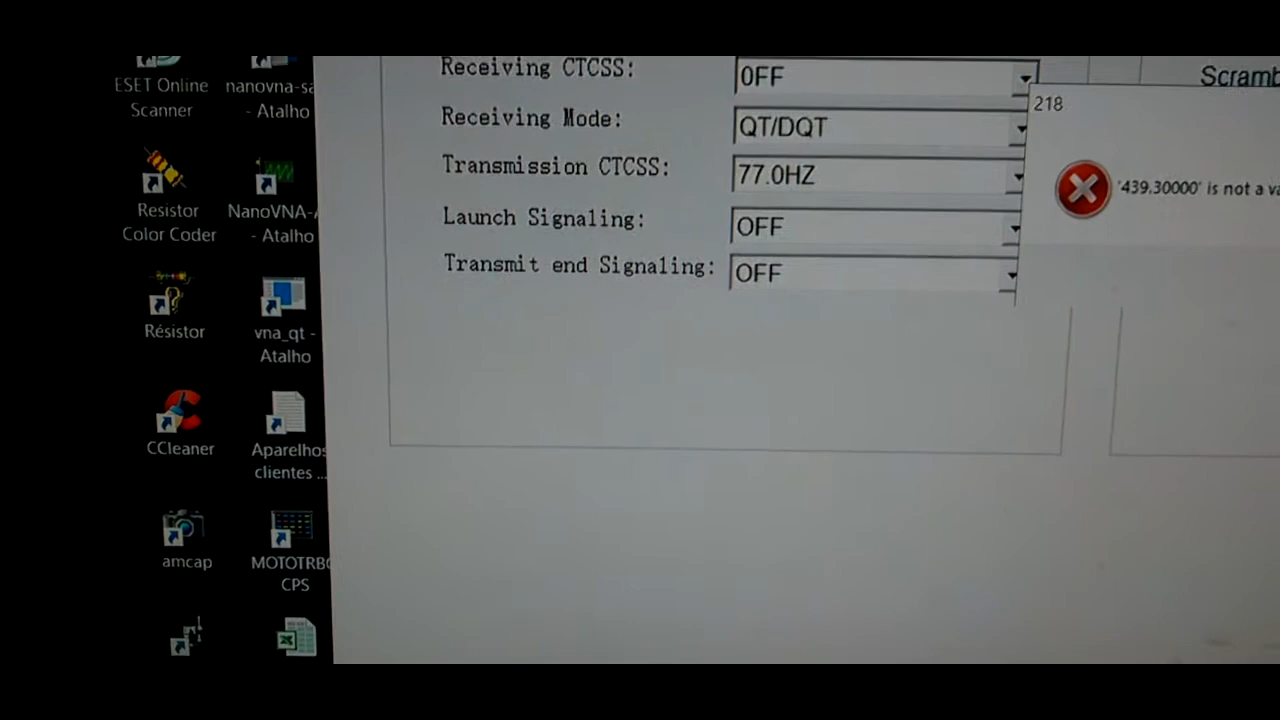 ESET Online
Scanner
nanovna-sa
- Atalho
Resistor
Color Coder
NanoVNA-
- Atalho
Résistor
vna_qt -
Atalho
CCleaner
Aparelhos
clientes ...
amcap
MOTOTRBO
CPS
Receiving CTCSS:
0FF
Receiving Mode:
QT/DQT
Transmission CTCSS:
77.0HZ
Launch Signaling:
OFF
Transmit end Signaling:
OFF
Scramb
218
'439.30000' is not a va